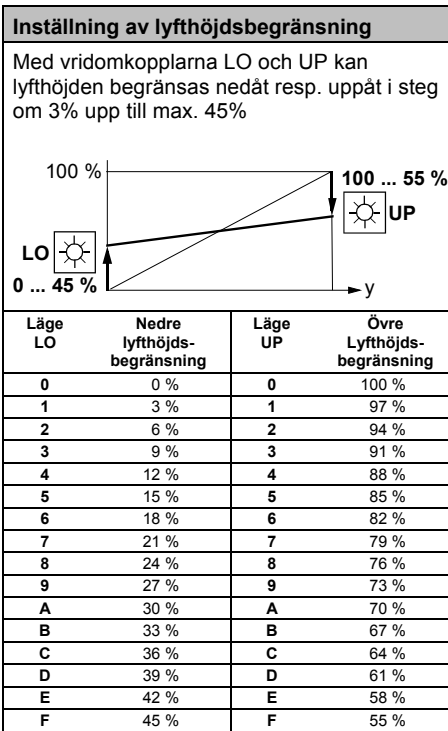 Inställning av lyfthöjdsbegränsning
Med vridomkopplarna LO och UP kan
lyfthöjden begränsas nedåt resp. uppåt i steg
om 3% upp till max. 45%
100 %
100 ... 55 %
UP
LO
0 ... 45 %
y
Läge LO | Nedre lyfthöjds-begränsning | Läge UP | Övre Lyfthöjds-begränsning
0 0 % 0 100 %
1 3 % 1 97 %
2 6 % 2 94 %
3 9 % 3 91 %
4 12 % 4 88 %
5 15 % 5 85 %
6 18 % 6 82 %
7 21 % 7 79 %
8 24 % 8 76 %
9 27 % 9 73 %
A 30 % A 70 %
B 33 % B 67 %
C 36 % C 64 %
D 39 % D 61 %
E 42 % E 58 %
F 45 % F 55 %